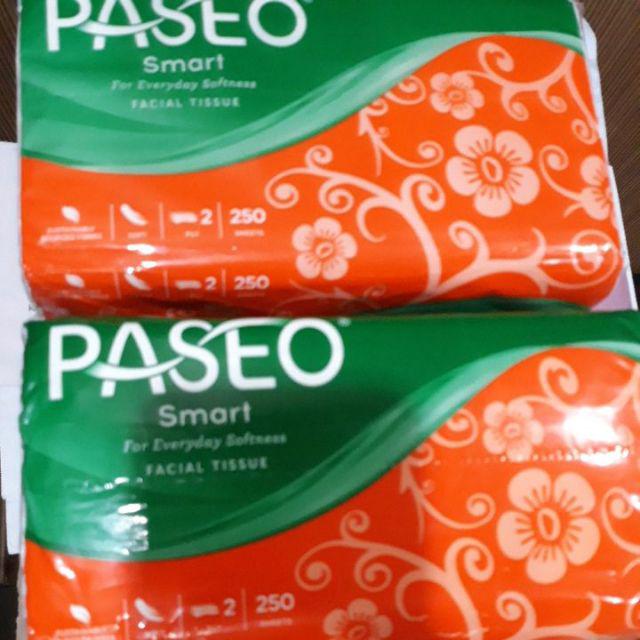 PASEO
Smart
For Everyday Softness
FACIAL TISSUE
SOFT 2 PLY 250 SHEETS
2 250
PASEO
Smart
For Everyday Softness
FACIAL TISSUE
2 250 SHEETS